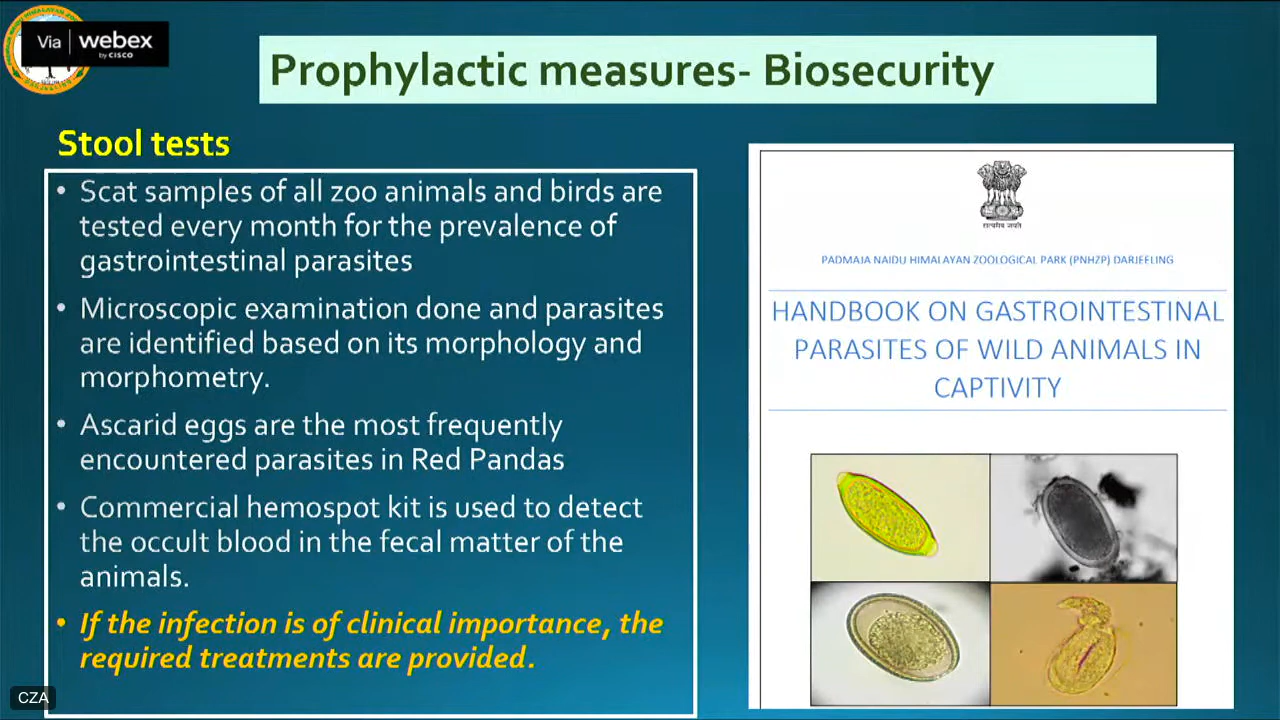 Via webex
by CISCO
Prophylactic measures- Biosecurity
Stool tests
• Scat samples of all zoo animals and birds are
tested every month for the prevalence of
gastrointestinal parasites
• Microscopic examination done and parasites
are identified based on its morphology and
morphometry.
• Ascarid eggs are the most frequently
encountered parasites in Red Pandas
• Commercial hemospot kit is used to detect
the occult blood in the fecal matter of the
animals.
• If the infection is of clinical importance, the
required treatments are provided.
सत्यमेव जयते
PADMAJA NAIDU HIMALAYAN ZOOLOGICAL PARK (PNHZP) DARJEELING
HANDBOOK ON GASTROINTESTINAL
PARASITES OF WILD ANIMALS IN
CAPTIVITY
CZA